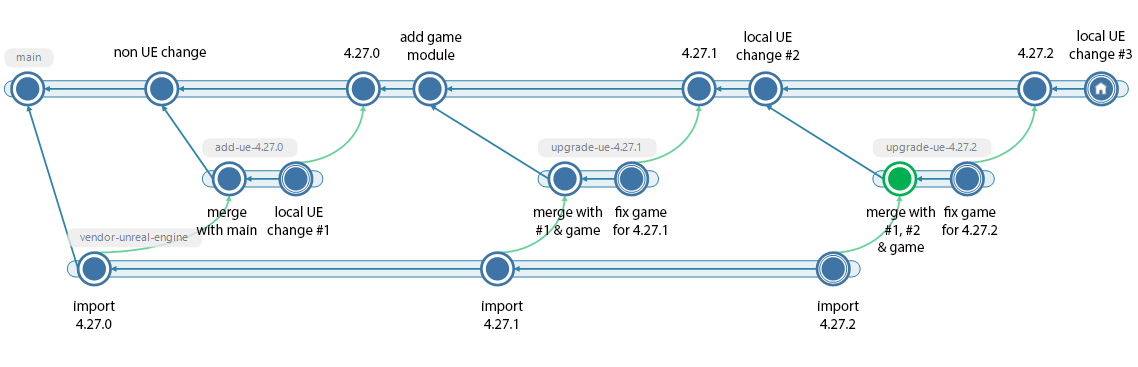 main
non UE change
4.27.0
add game
module
4.27.1
local UE
change #2
4.27.2
local UE
change #3
add-ue-4.27.0
upgrade-ue-4.27.1
upgrade-ue-4.27.2
merge
with main
local UE
change #1
merge with
#1 & game
fix game
for 4.27.1
merge with
#1, #2
& game
fix game
for 4.27.2
vendor-unreal-engine
import
4.27.0
import
4.27.1
import
4.27.2